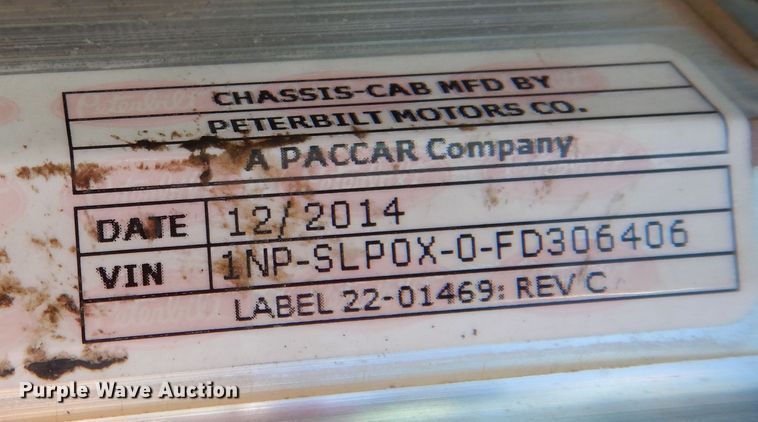 CHASSIS-CAB MFD BY
PETERBILT MOTORS CO.
A PACCAR Company
DATE 12/2014
VIN 1NP-SLP0X-0-FD306406
LABEL 22-01469: REV C
Purple Wave Auction